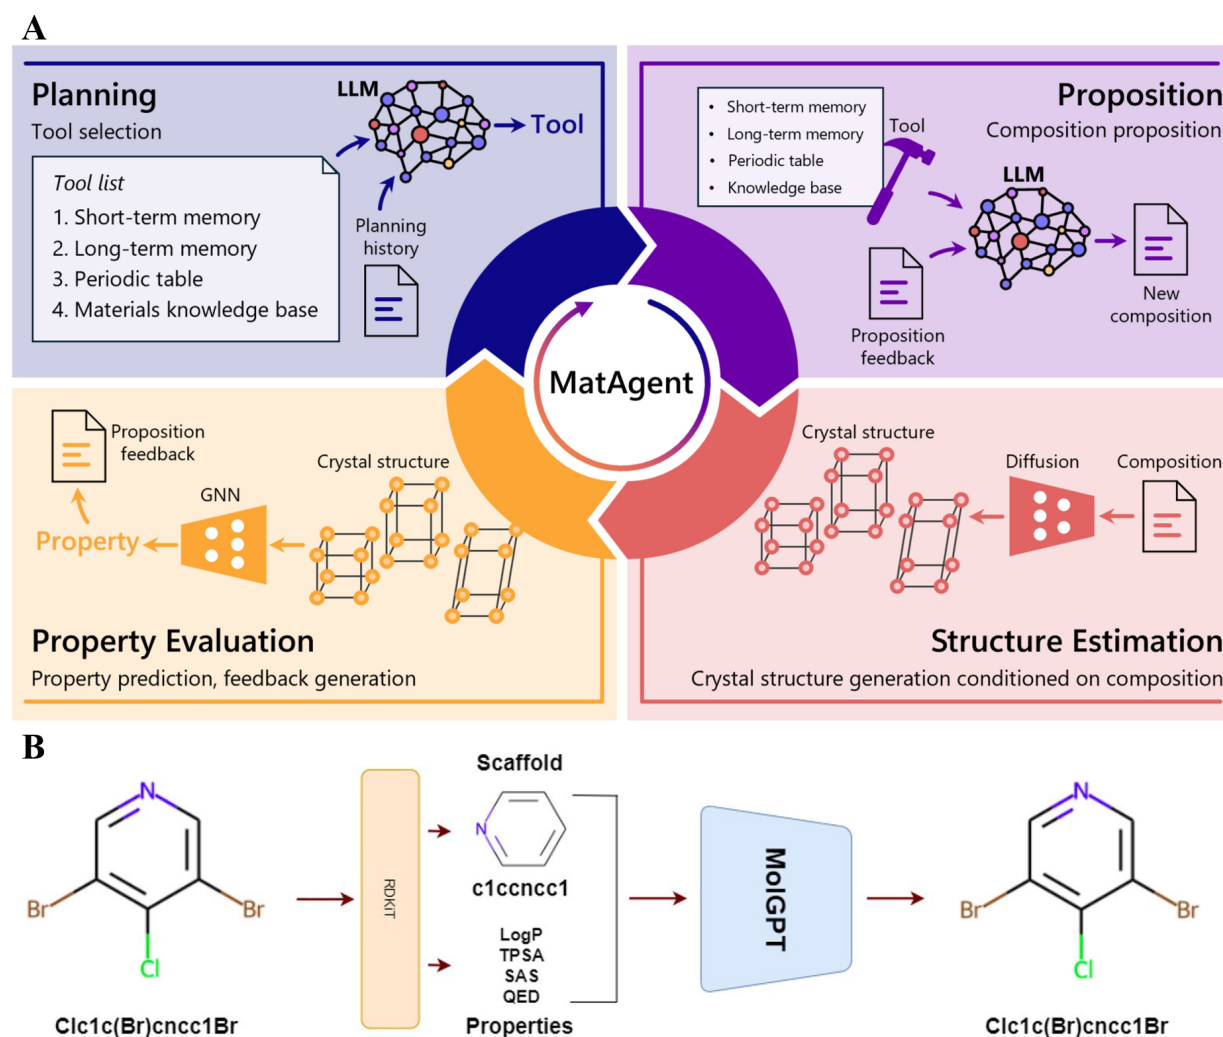 A
Planning
Tool selection
LLM
Tool
Tool list
1. Short-term memory
2. Long-term memory
3. Periodic table
4. Materials knowledge base
Planning
history
Proposition
Composition proposition
• Short-term memory
• Long-term memory
• Periodic table
• Knowledge base
Tool
LLM
Proposition
feedback
New
composition
MatAgent
Proposition
feedback
Crystal structure
GNN
Property
Property Evaluation
Property prediction, feedback generation
Crystal structure
Diffusion
Composition
Structure Estimation
Crystal structure generation conditioned on composition
B
N
Br
Br
Cl
Clc1c(Br)cncc1Br
RDKIT
Scaffold
N
c1ccncc1
LogP
TPSA
SAS
QED
Properties
MolGPT
N
Br
Br
Cl
Clc1c(Br)cncc1Br